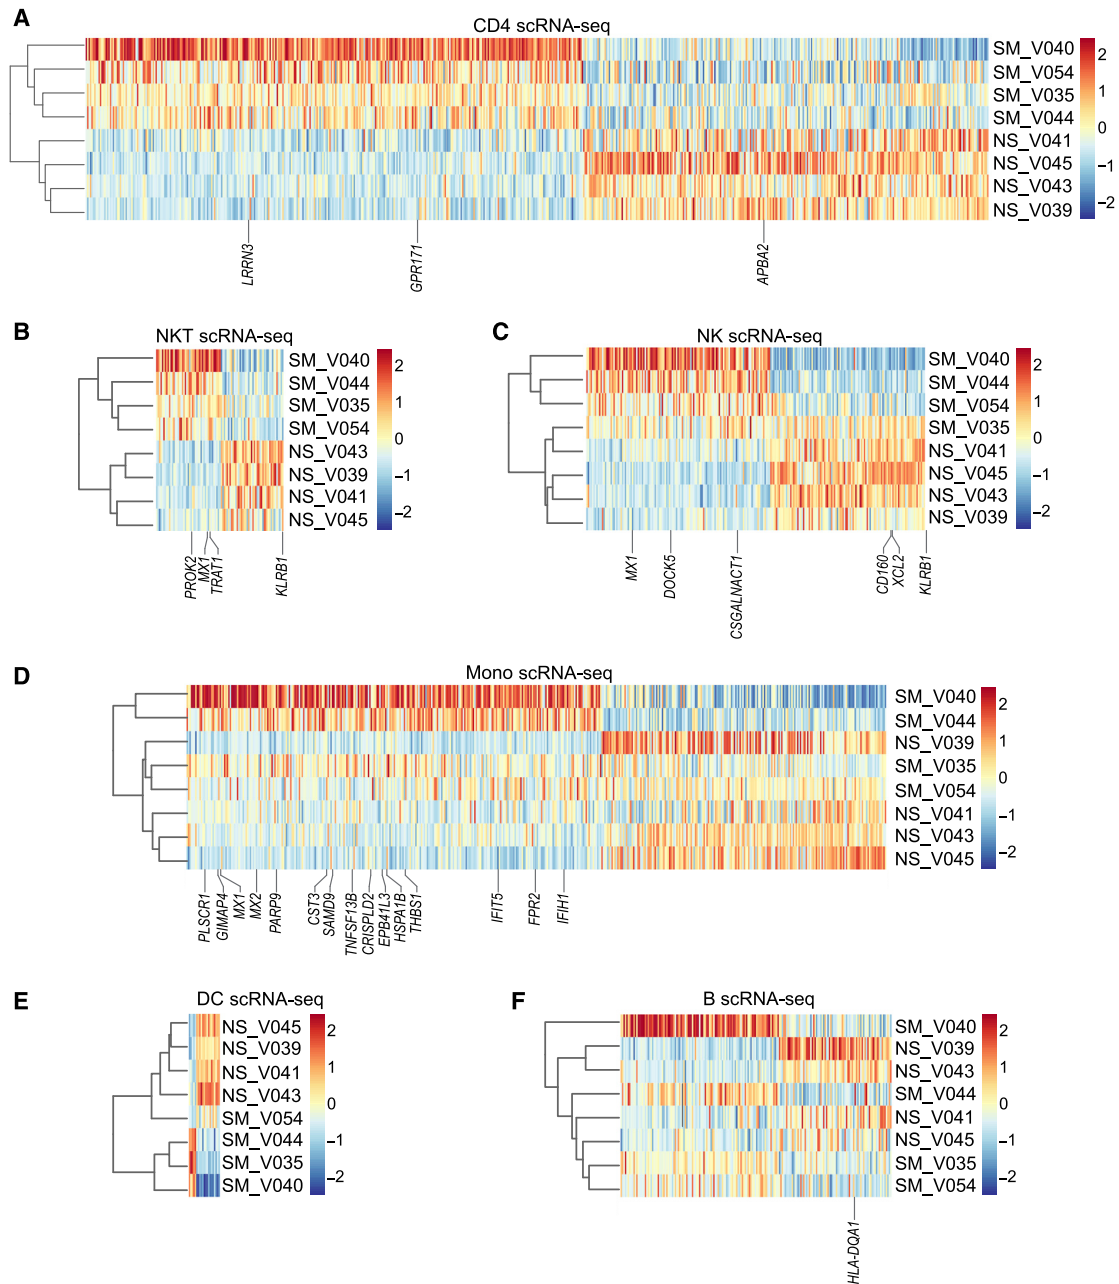 A
CD4 scRNA-seq
SM_V040
SM_V054
SM_V035
SM_V044
NS_V041
NS_V045
NS_V043
NS_V039
2
1
0
−1
−2
LRRN3
GPR171
APBA2
B
NKT scRNA-seq
SM_V040
SM_V044
SM_V035
SM_V054
NS_V043
NS_V039
NS_V041
NS_V045
2
1
0
−1
−2
PROK2
MX1
TRAT1
KLRB1
C
NK scRNA-seq
SM_V040
SM_V044
SM_V054
SM_V035
NS_V041
NS_V045
NS_V043
NS_V039
2
1
0
−1
−2
MX1
DOCK5
CSGALNACT1
CD160
XCL2
KLRB1
D
Mono scRNA-seq
SM_V040
SM_V044
NS_V039
SM_V035
SM_V054
NS_V041
NS_V043
NS_V045
2
1
0
−1
−2
PLSCR1
GIMAP4
MX1
MX2
PARP9
CST3
SAMD9
TNFSF13B
CRISPLD2
EPB41L3
HSPA1B
THBS1
IFIT5
FPR2
IFIH1
E
DC scRNA-seq
NS_V045
NS_V039
NS_V041
NS_V043
SM_V054
SM_V044
SM_V035
SM_V040
2
1
0
−1
−2
F
B scRNA-seq
SM_V040
NS_V039
NS_V043
SM_V044
NS_V041
NS_V045
SM_V035
SM_V054
2
1
0
−1
−2
HLA-DQA1